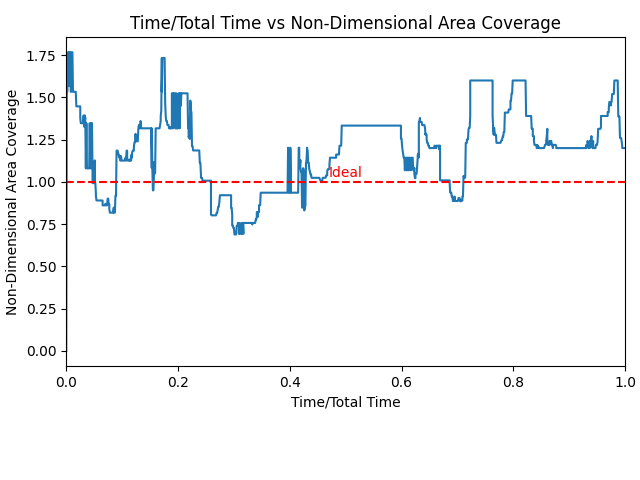 Time/Total Time vs Non-Dimensional Area Coverage
Non-Dimensional Area Coverage
1.75
1.50
1.25
1.00
0.75
0.50
0.25
0.00
Ideal
0.0 0.2 0.4 0.6 0.8 1.0
Time/Total Time